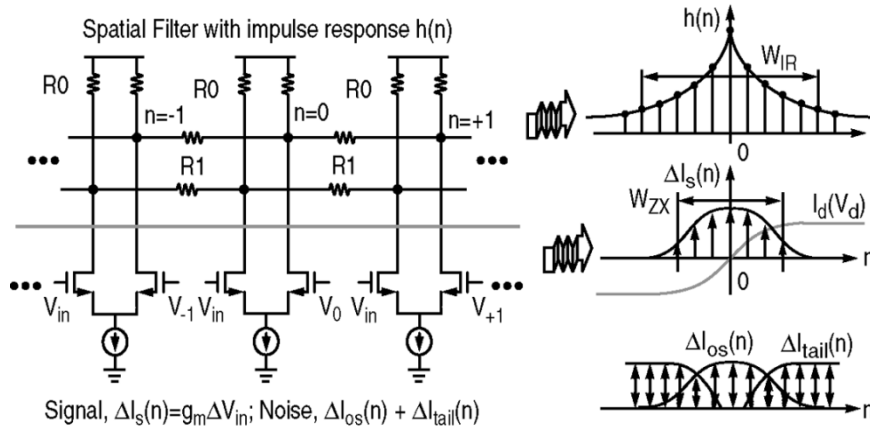 Spatial Filter with impulse response h(n)
R0 R0 R0
n=-1 n=0 n=+1
R1 R1
V_in V_-1 V_in V_0 V_in V_+1
Signal, ΔI_s(n)=g_mΔV_in; Noise, ΔI_os(n) + ΔI_tail(n)
h(n)
W_IR
0
ΔI_s(n)
W_ZX
I_d(V_d)
n
0
ΔI_os(n) ΔI_tail(n)
n